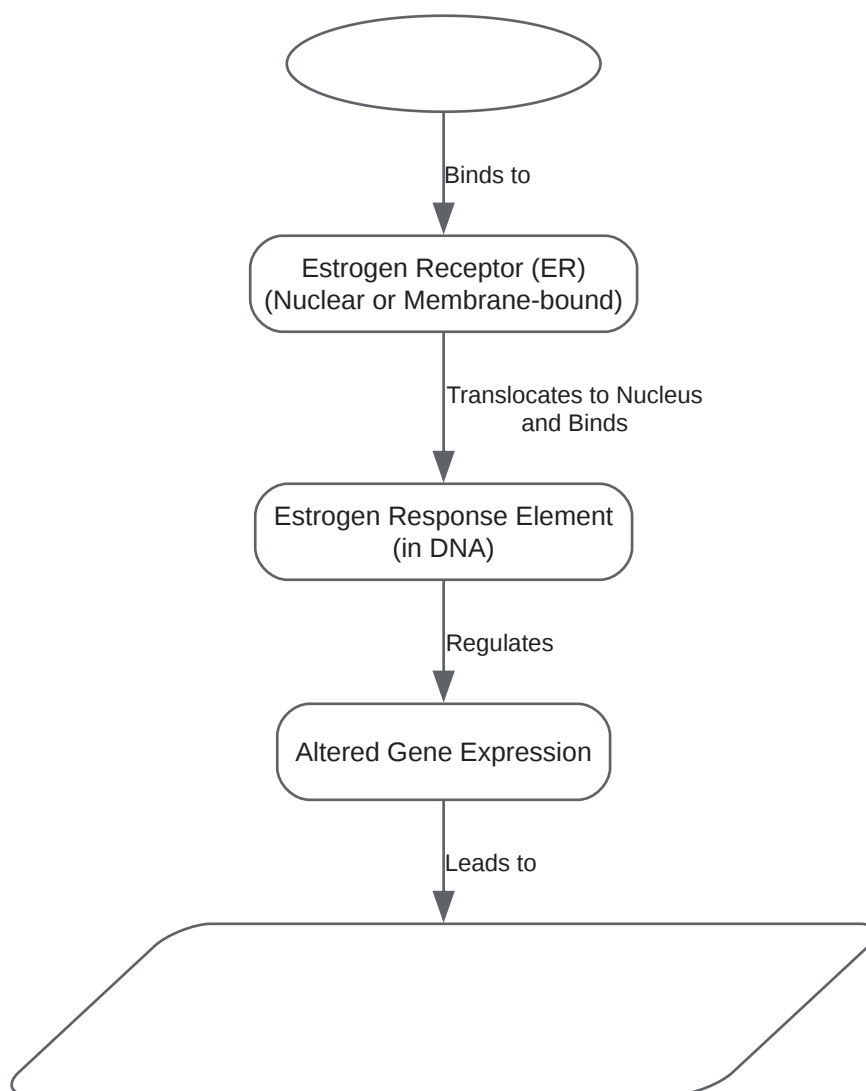 Binds to
Estrogen Receptor (ER)
(Nuclear or Membrane-bound)
Translocates to Nucleus
and Binds
Estrogen Response Element
(in DNA)
Regulates
Altered Gene Expression
Leads to